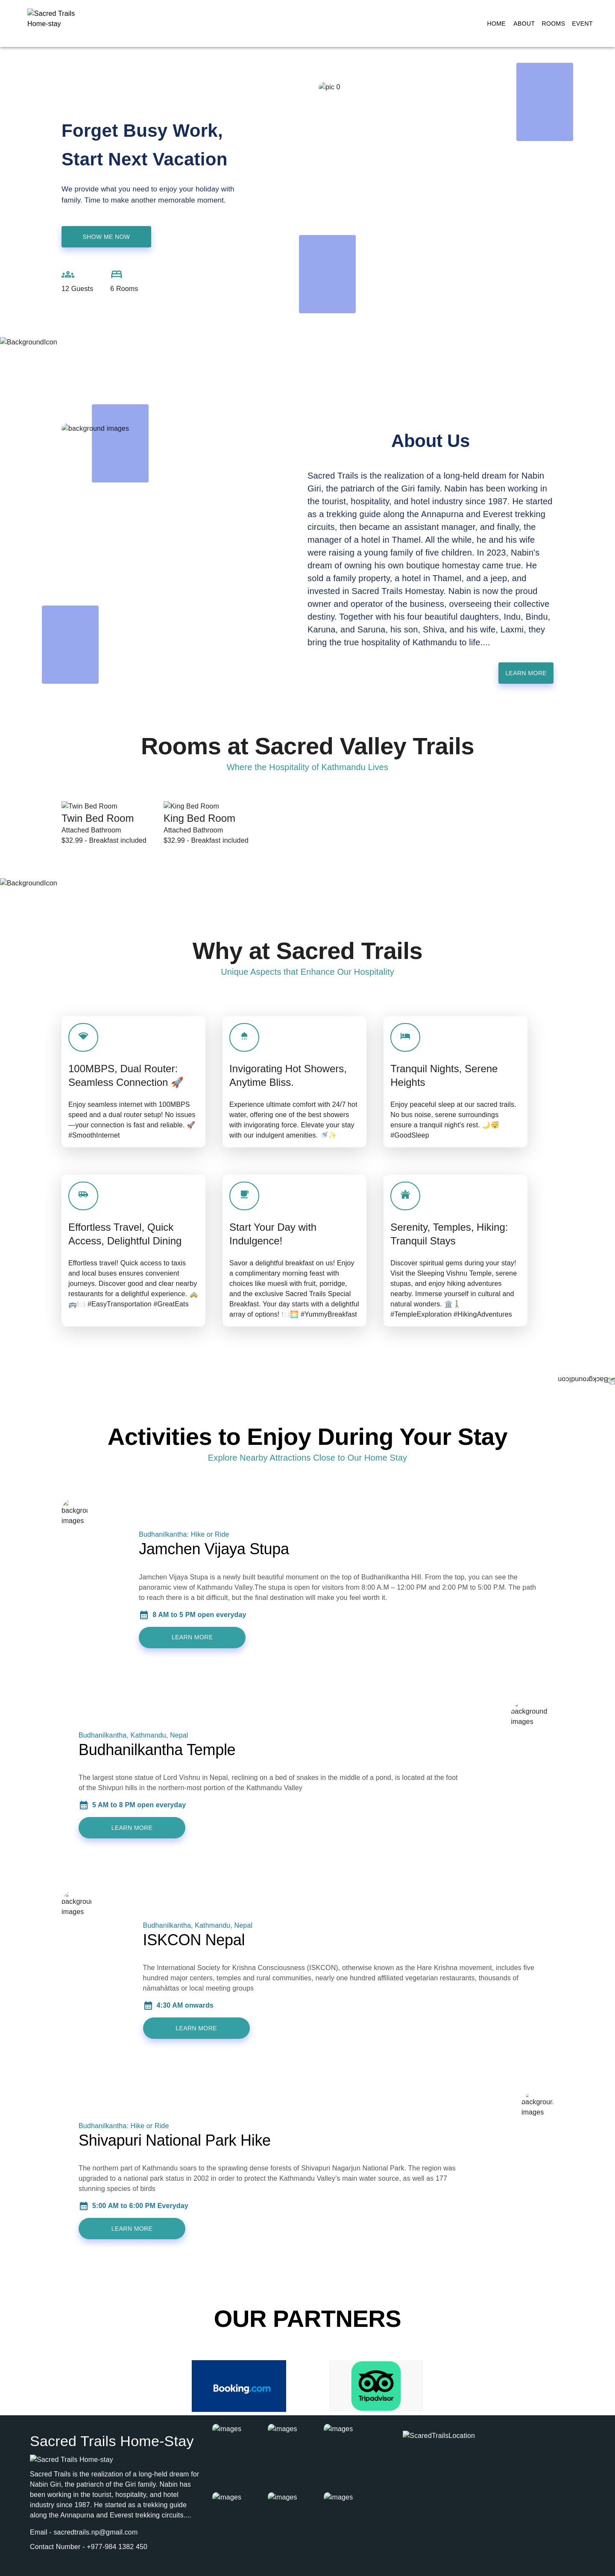 Sacred Trails
Home-stay
HOME ABOUT ROOMS EVENT
pic 0
Forget Busy Work,
Start Next Vacation
We provide what you need to enjoy your holiday with
family. Time to make another memorable moment.
SHOW ME NOW
12 Guests
6 Rooms
BackgroundIcon
background images
About Us
Sacred Trails is the realization of a long-held dream for Nabin
Giri, the patriarch of the Giri family. Nabin has been working in
the tourism, hospitality, and hotel industry since 1987. He started
as a trekking guide along the Annapurna and Everest trekking
circuits, then became an assistant manager, and finally, the
manager of a hotel in Thamel. All the while, he and his wife
were raising a young family of five children. In 2023, Nabin's
dream of owning his own boutique homestay came true. He
sold a family property, a hotel in Thamel, and a jeep, and
invested in Sacred Trails Homestay. Nabin is now the proud
owner and operator of the business, overseeing their collective
destiny. Together with his four beautiful daughters, Indu, Bindu,
Karuna, and Saruna, his son, Shiva, and his wife, Laxmi, they
bring the true hospitality of Kathmandu to life....
LEARN MORE
Rooms at Sacred Valley Trails
Where the Hospitality of Kathmandu Lives
Twin Bed Room
Twin Bed Room
Attached Bathroom
$32.99 - Breakfast included
King Bed Room
King Bed Room
Attached Bathroom
$32.99 - Breakfast included
BackgroundIcon
Why at Sacred Trails
Unique Aspects that Enhance Our Hospitality
100MBPS, Dual Router:
Seamless Connection 🚀
Enjoy seamless internet with 100MBPS
speed and a dual router setup! No issues
—your connection is fast and reliable. 🚀
#SmoothInternet
Invigorating Hot Showers,
Anytime Bliss.
Experience ultimate comfort with 24/7 hot
water, offering one of the best showers
with invigorating force. Elevate your stay
with our indulgent amenities. 🚿✨
Tranquil Nights, Serene
Heights
Enjoy peaceful sleep at our sacred trails.
No bus noise, serene surroundings
ensure a tranquil night's rest. 🌙😴
#GoodSleep
Effortless Travel, Quick
Access, Delightful Dining
Effortless travel! Quick access to taxis
and local buses ensures convenient
journeys. Discover good and clean nearby
restaurants for a delightful experience. 🚕
🚌🍽️ #EasyTransportation #GreatEats
Start Your Day with
Indulgence!
Savor a delightful breakfast on us! Enjoy
a complimentary morning feast with
choices like muesli with fruit, porridge,
and the exclusive Sacred Trails Special
Breakfast. Your day starts with a delightful
array of options! 🍽️🌅 #YummyBreakfast
Serenity, Temples, Hiking:
Tranquil Stays
Discover spiritual gems during your stay!
Visit the Sleeping Vishnu Temple, serene
stupas, and enjoy hiking adventures
nearby. Immerse yourself in cultural and
natural wonders. 🏛️🚶
#TempleExploration #HikingAdventures
BackgroundIcon
Activities to Enjoy During Your Stay
Explore Nearby Attractions Close to Our Home Stay
background
images
Budhanilkantha: Hike or Ride
Jamchen Vijaya Stupa
Jamchen Vijaya Stupa is a newly built beautiful monument on the top of Budhanilkantha Hill. From the top, you can see the
panoramic view of Kathmandu Valley.The stupa is open for visitors from 8:00 A.M – 12:00 PM and 2:00 PM to 5:00 P.M. The path
to reach there is a bit difficult, but the final destination will make you feel worth it.
8 AM to 5 PM open everyday
LEARN MORE
background
images
Budhanilkantha, Kathmandu, Nepal
Budhanilkantha Temple
The largest stone statue of Lord Vishnu in Nepal, reclining on a bed of snakes in the middle of a pond, is located at the foot
of the Shivpuri hills in the northern-most portion of the Kathmandu Valley
5 AM to 8 PM open everyday
LEARN MORE
background
images
Budhanilkantha, Kathmandu, Nepal
ISKCON Nepal
The International Society for Krishna Consciousness (ISKCON), otherwise known as the Hare Krishna movement, includes five
hundred major centers, temples and rural communities, nearly one hundred affiliated vegetarian restaurants, thousands of
nāmahāṭṭas or local meeting groups
4:30 AM onwards
LEARN MORE
background
images
Budhanilkantha: Hike or Ride
Shivapuri National Park Hike
The northern part of Kathmandu soars to the sprawling dense forests of Shivapuri Nagarjun National Park. The region was
upgraded to a national park status in 2002 in order to protect the Kathmandu Valley's main water source, as well as 177
stunning species of birds
5:00 AM to 6:00 PM Everyday
LEARN MORE
OUR PARTNERS
Booking.com
Tripadvisor
Sacred Trails Home-Stay
Sacred Trails Home-stay
Sacred Trails is the realization of a long-held dream for
Nabin Giri, the patriarch of the Giri family. Nabin has
been working in the tourism, hospitality, and hotel
industry since 1987. He started as a trekking guide
along the Annapurna and Everest trekking circuits....
Email - sacredtrails.np@gmail.com
Contact Number - +977-984 1382 450
images images images
images images images
ScaredTrailsLocation